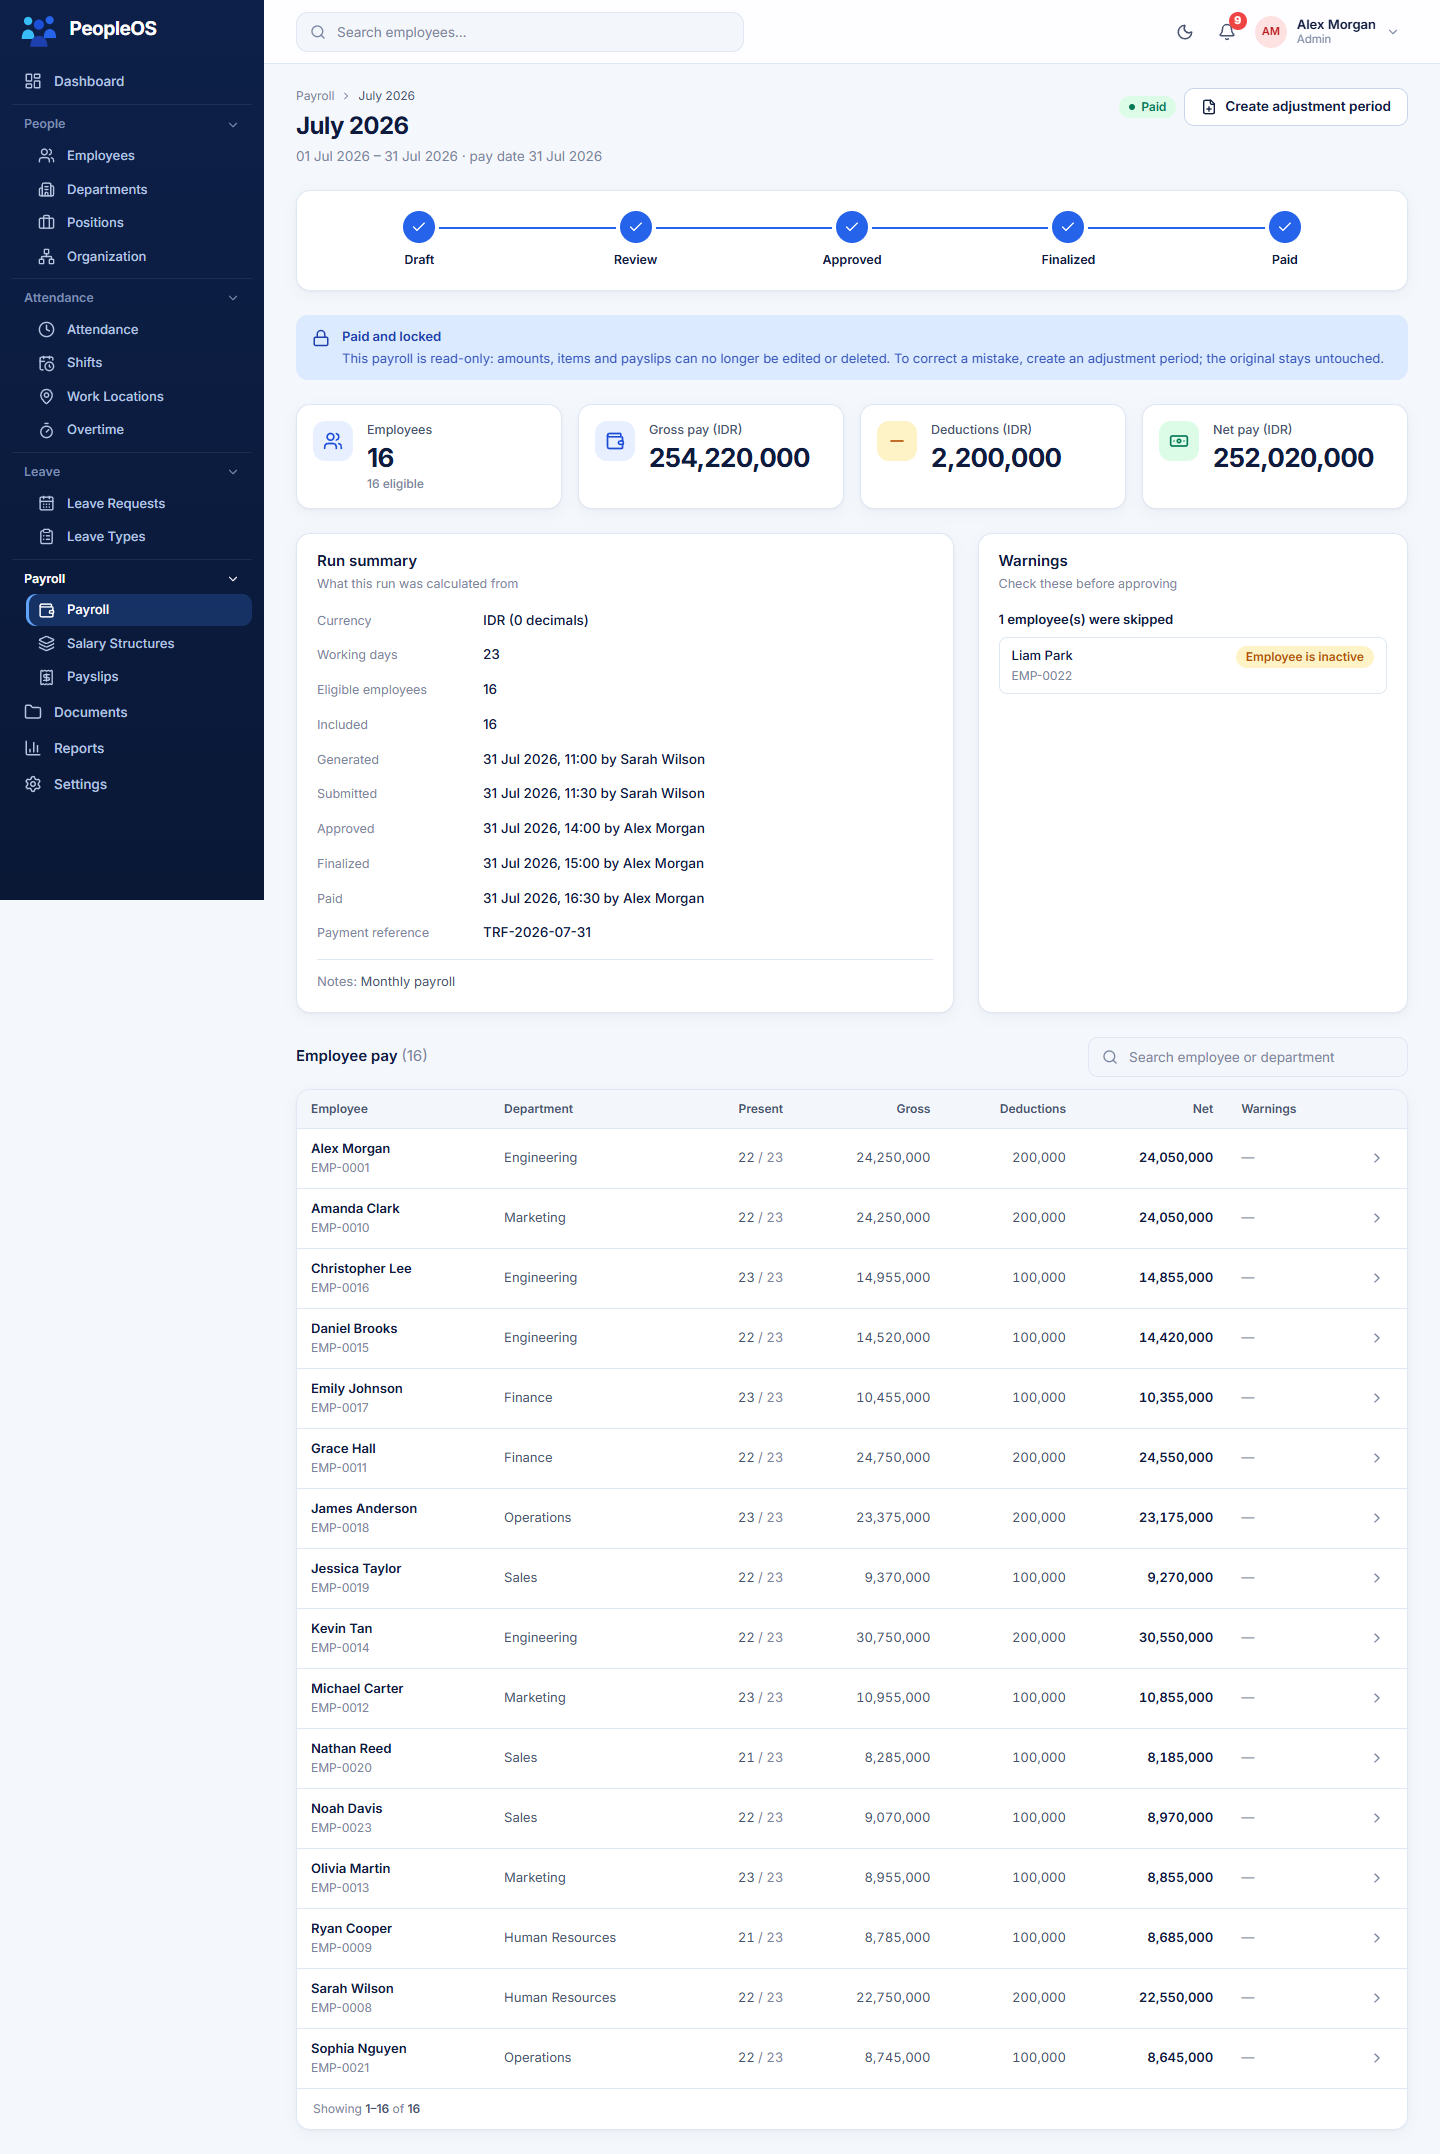 PeopleOS
Dashboard
People
Employees
Departments
Positions
Organization
Attendance
Attendance
Shifts
Work Locations
Overtime
Leave
Leave Requests
Leave Types
Payroll
Payroll
Salary Structures
Payslips
Documents
Reports
Settings
Search employees...
9
AM
Alex Morgan
Admin
Payroll > July 2026
July 2026
01 Jul 2026 – 31 Jul 2026 · pay date 31 Jul 2026
Paid
Create adjustment period
Draft Review Approved Finalized Paid
Paid and locked
This payroll is read-only: amounts, items and payslips can no longer be edited or deleted. To correct a mistake, create an adjustment period; the original stays untouched.
Employees
16
16 eligible
Gross pay (IDR)
254,220,000
Deductions (IDR)
2,200,000
Net pay (IDR)
252,020,000
Run summary
What this run was calculated from
Currency IDR (0 decimals)
Working days 23
Eligible employees 16
Included 16
Generated 31 Jul 2026, 11:00 by Sarah Wilson
Submitted 31 Jul 2026, 11:30 by Sarah Wilson
Approved 31 Jul 2026, 14:00 by Alex Morgan
Finalized 31 Jul 2026, 15:00 by Alex Morgan
Paid 31 Jul 2026, 16:30 by Alex Morgan
Payment reference TRF-2026-07-31
Notes: Monthly payroll
Warnings
Check these before approving
1 employee(s) were skipped
Liam Park
EMP-0022
Employee is inactive
Employee pay (16)
Search employee or department
Employee Department Present Gross Deductions Net Warnings
Alex Morgan
EMP-0001
Engineering 22 / 23 24,250,000 200,000 24,050,000 —
Amanda Clark
EMP-0010
Marketing 22 / 23 24,250,000 200,000 24,050,000 —
Christopher Lee
EMP-0016
Engineering 23 / 23 14,955,000 100,000 14,855,000 —
Daniel Brooks
EMP-0015
Engineering 22 / 23 14,520,000 100,000 14,420,000 —
Emily Johnson
EMP-0017
Finance 23 / 23 10,455,000 100,000 10,355,000 —
Grace Hall
EMP-0011
Finance 22 / 23 24,750,000 200,000 24,550,000 —
James Anderson
EMP-0018
Operations 23 / 23 23,375,000 200,000 23,175,000 —
Jessica Taylor
EMP-0019
Sales 22 / 23 9,370,000 100,000 9,270,000 —
Kevin Tan
EMP-0014
Engineering 22 / 23 30,750,000 200,000 30,550,000 —
Michael Carter
EMP-0012
Marketing 23 / 23 10,955,000 100,000 10,855,000 —
Nathan Reed
EMP-0020
Sales 21 / 23 8,285,000 100,000 8,185,000 —
Noah Davis
EMP-0023
Sales 22 / 23 9,070,000 100,000 8,970,000 —
Olivia Martin
EMP-0013
Marketing 23 / 23 8,955,000 100,000 8,855,000 —
Ryan Cooper
EMP-0009
Human Resources 21 / 23 8,785,000 100,000 8,685,000 —
Sarah Wilson
EMP-0008
Human Resources 22 / 23 22,750,000 200,000 22,550,000 —
Sophia Nguyen
EMP-0021
Operations 22 / 23 8,745,000 100,000 8,645,000 —
Showing 1–16 of 16